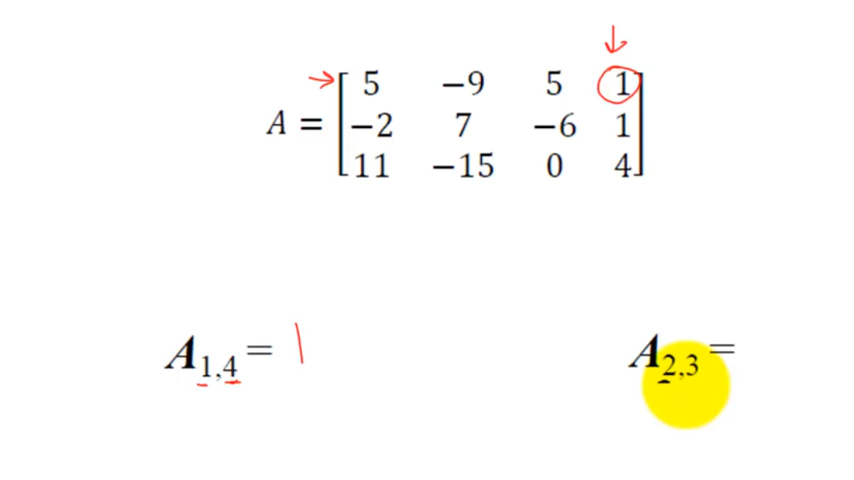 5 −9 5 1
A = −2 7 −6 1
11 −15 0 4
A1,4 = 1 A2,3 =